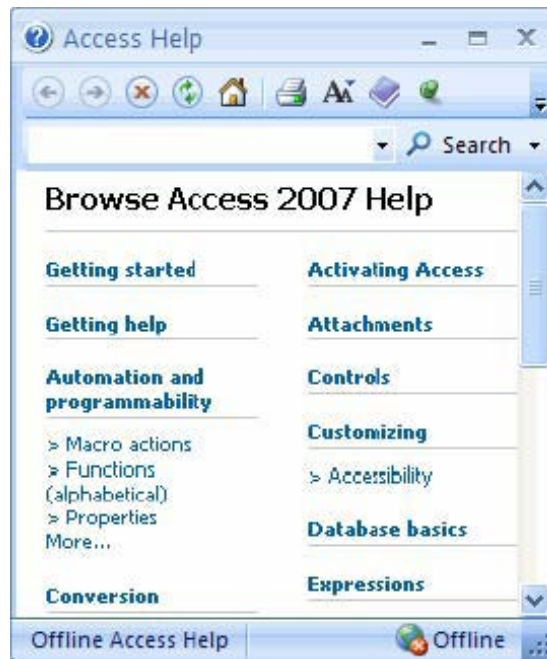 Access Help
Search
Browse Access 2007 Help
Getting started
Getting help
Automation and
programmability
> Macro actions
> Functions
(alphabetical)
> Properties
More...
Conversion
Activating Access
Attachments
Controls
Customizing
> Accessibility
Database basics
Expressions
Offline Access Help
Offline